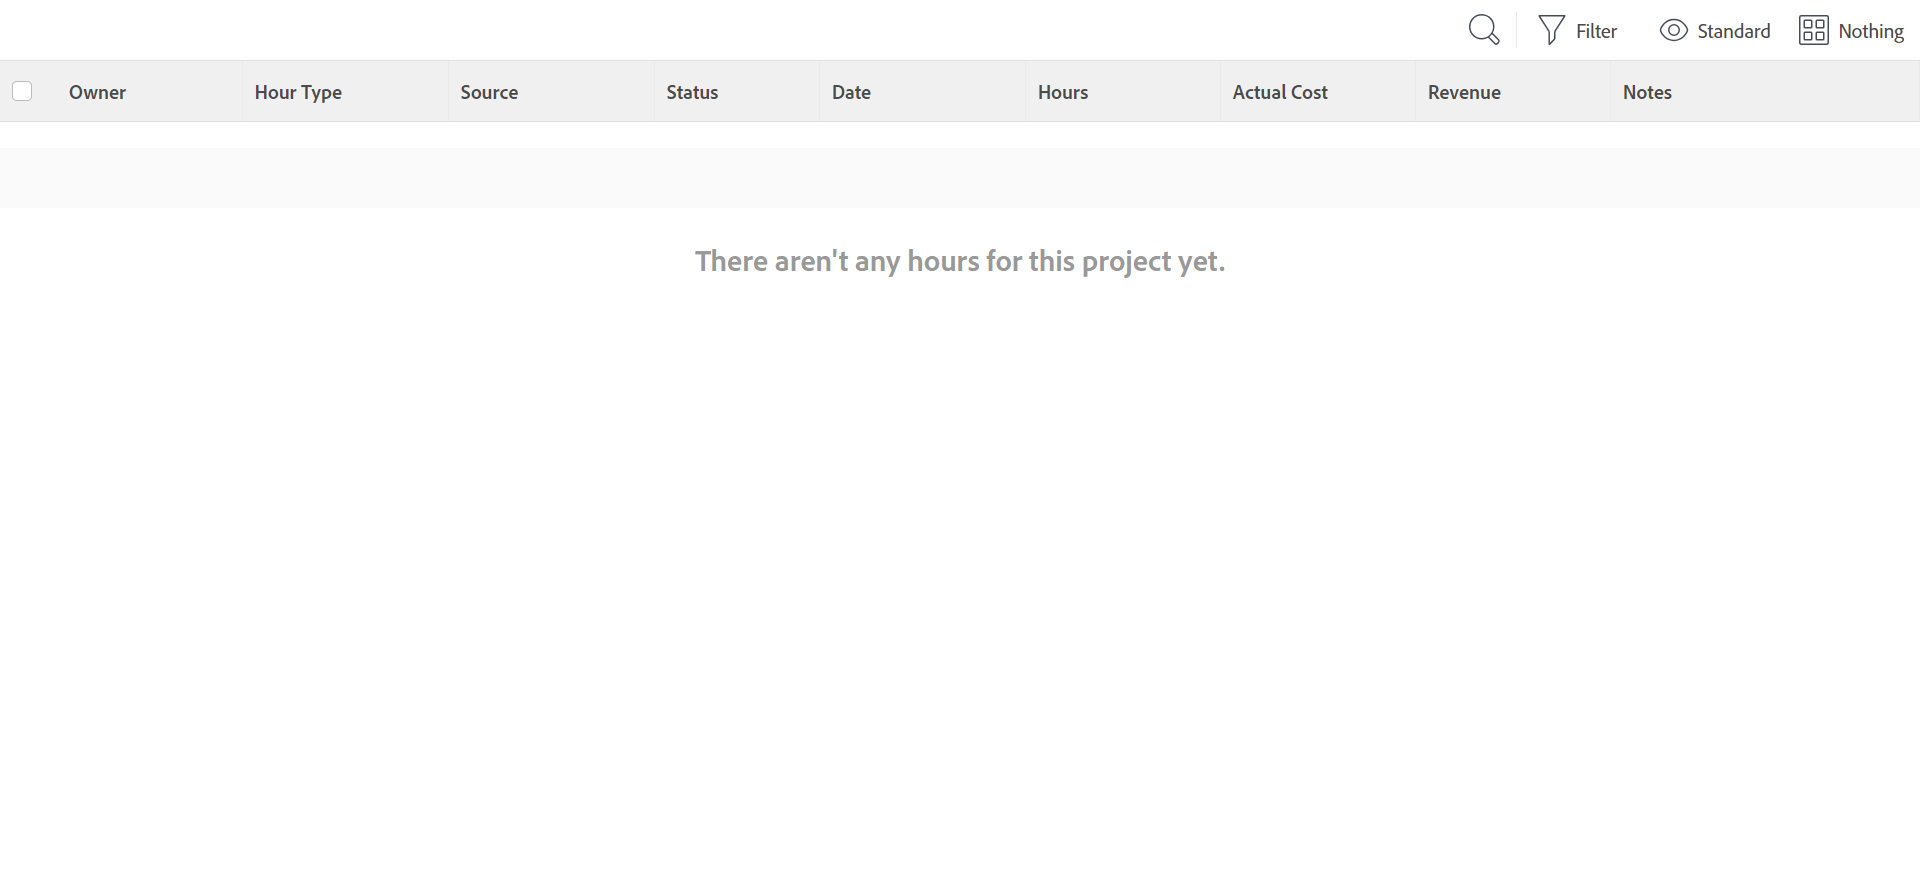 Filter Standard Nothing
Owner Hour Type Source Status Date Hours Actual Cost Revenue Notes
There aren't any hours for this project yet.